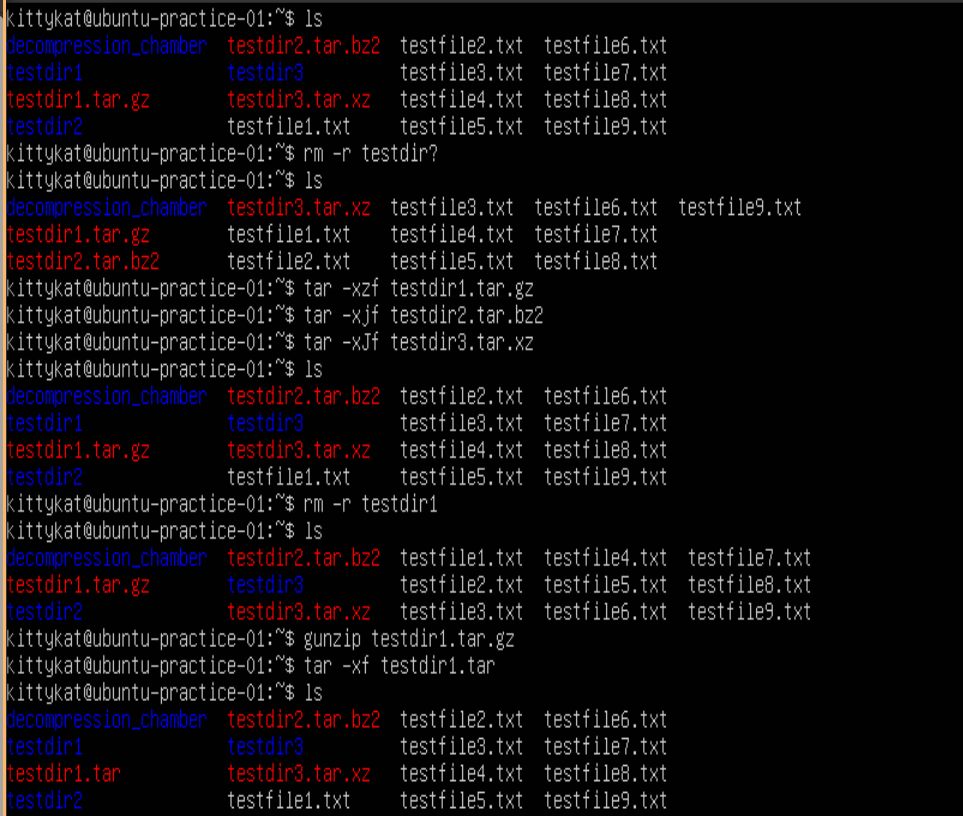 kittykat@ubuntu-practice-01:~$ ls
decompression_chamber testdir2.tar.bz2 testfile2.txt testfile6.txt
testdir1 testdir3 testfile3.txt testfile7.txt
testdir1.tar.gz testdir3.tar.xz testfile4.txt testfile8.txt
testdir2 testfile1.txt testfile5.txt testfile9.txt
kittykat@ubuntu-practice-01:~$ rm -r testdir?
kittykat@ubuntu-practice-01:~$ ls
decompression_chamber testdir3.tar.xz testfile3.txt testfile6.txt testfile9.txt
testdir1.tar.gz testfile1.txt testfile4.txt testfile7.txt
testdir2.tar.bz2 testfile2.txt testfile5.txt testfile8.txt
kittykat@ubuntu-practice-01:~$ tar -xzf testdir1.tar.gz
kittykat@ubuntu-practice-01:~$ tar -xjf testdir2.tar.bz2
kittykat@ubuntu-practice-01:~$ tar -xJf testdir3.tar.xz
kittykat@ubuntu-practice-01:~$ ls
decompression_chamber testdir2.tar.bz2 testfile2.txt testfile6.txt
testdir1 testdir3 testfile3.txt testfile7.txt
testdir1.tar.gz testdir3.tar.xz testfile4.txt testfile8.txt
testdir2 testfile1.txt testfile5.txt testfile9.txt
kittykat@ubuntu-practice-01:~$ rm -r testdir1
kittykat@ubuntu-practice-01:~$ ls
decompression_chamber testdir2.tar.bz2 testfile1.txt testfile4.txt testfile7.txt
testdir1.tar.gz testdir3 testfile2.txt testfile5.txt testfile8.txt
testdir2 testdir3.tar.xz testfile3.txt testfile6.txt testfile9.txt
kittykat@ubuntu-practice-01:~$ gunzip testdir1.tar.gz
kittykat@ubuntu-practice-01:~$ tar -xf testdir1.tar
kittykat@ubuntu-practice-01:~$ ls
decompression_chamber testdir2.tar.bz2 testfile2.txt testfile6.txt
testdir1 testdir3 testfile3.txt testfile7.txt
testdir1.tar testdir3.tar.xz testfile4.txt testfile8.txt
testdir2 testfile1.txt testfile5.txt testfile9.txt